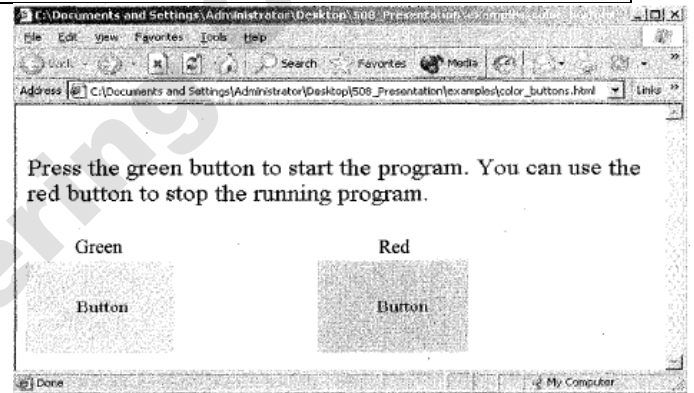 C:\Documents and Settings\Administrator\Desktop\508_Presentation\examples\color_buttons.html
File Edit View Favorites Tools Help
Back Search Favorites Media
Address C:\Documents and Settings\Administrator\Desktop\508_Presentation\examples\color_buttons.html Links »
Press the green button to start the program. You can use the
red button to stop the running program.
Green Red
Button Button
Done My Computer
ering